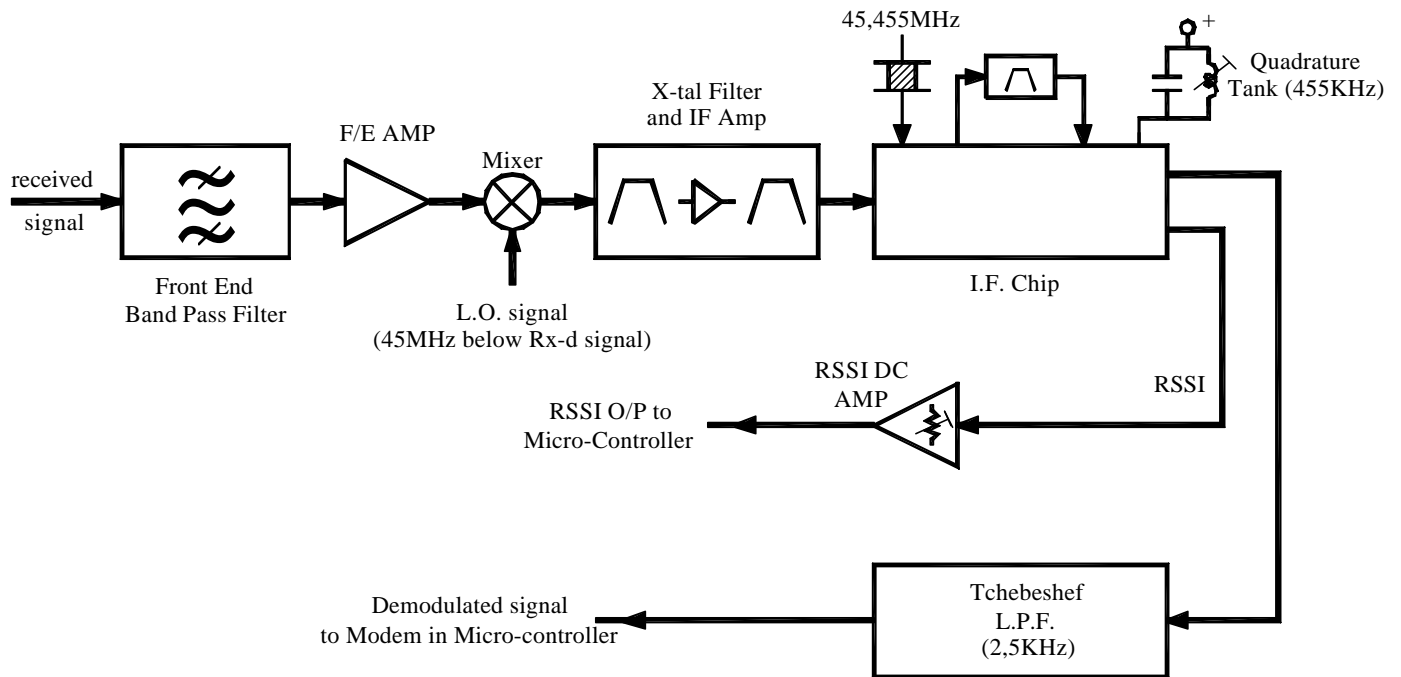 45,455MHz
+
Quadrature
Tank (455KHz)
X-tal Filter
and IF Amp
F/E AMP
Mixer
received
signal
Front End
Band Pass Filter
L.O. signal
(45MHz below Rx-d signal)
I.F. Chip
RSSI DC
AMP
RSSI
RSSI O/P to
Micro-Controller
Tchebeshef
L.P.F.
(2,5KHz)
Demodulated signal
to Modem in Micro-controller